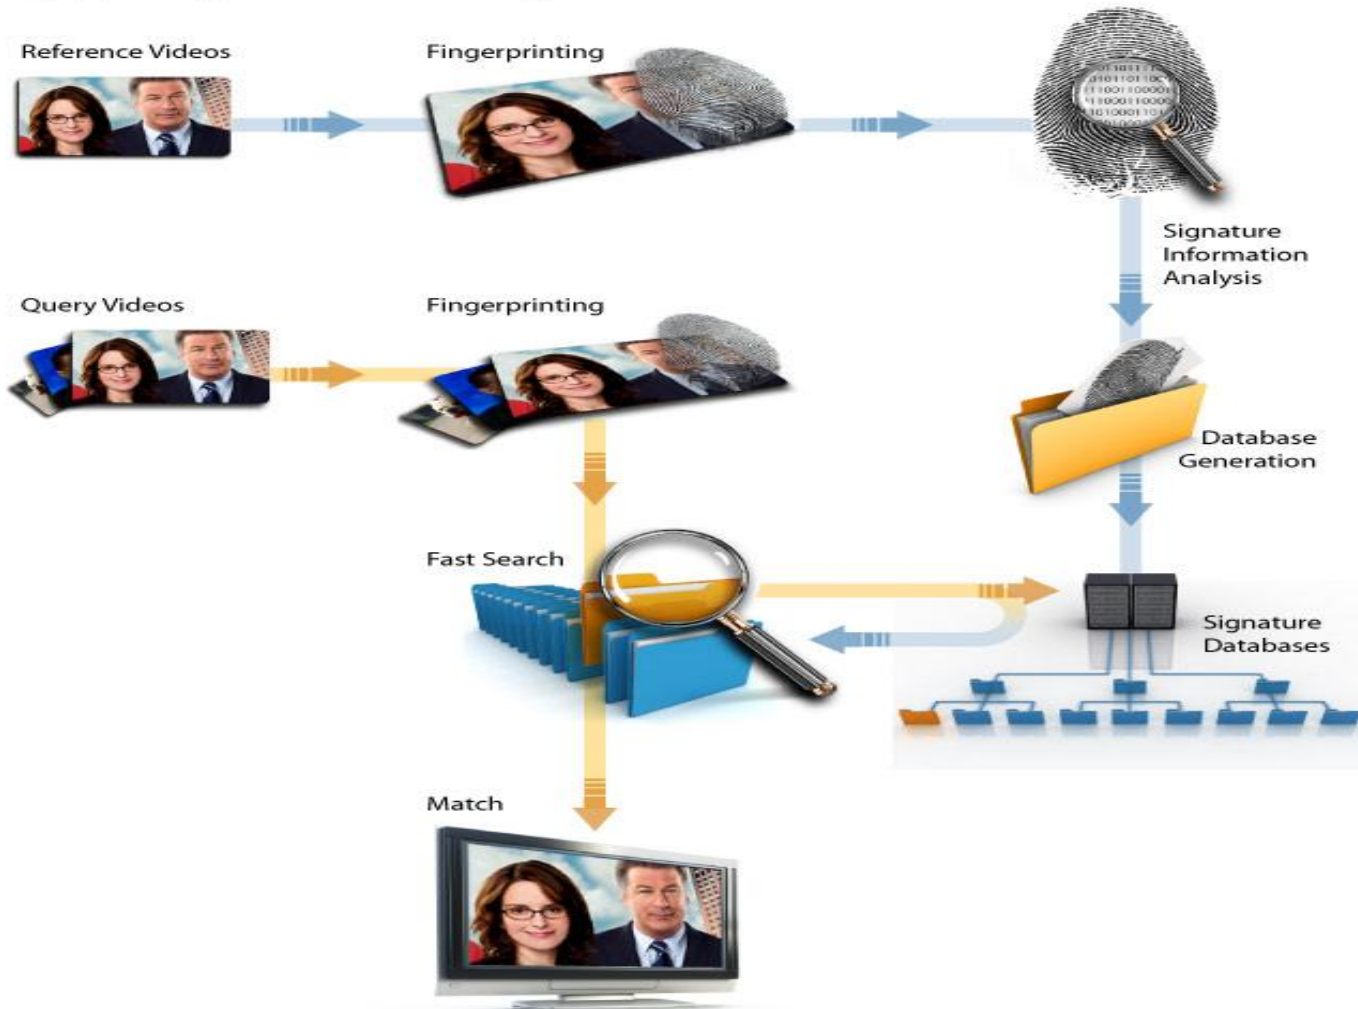 Reference Videos
Fingerprinting
Signature
Information
Analysis
Query Videos
Fingerprinting
Database
Generation
Fast Search
Signature
Databases
Match